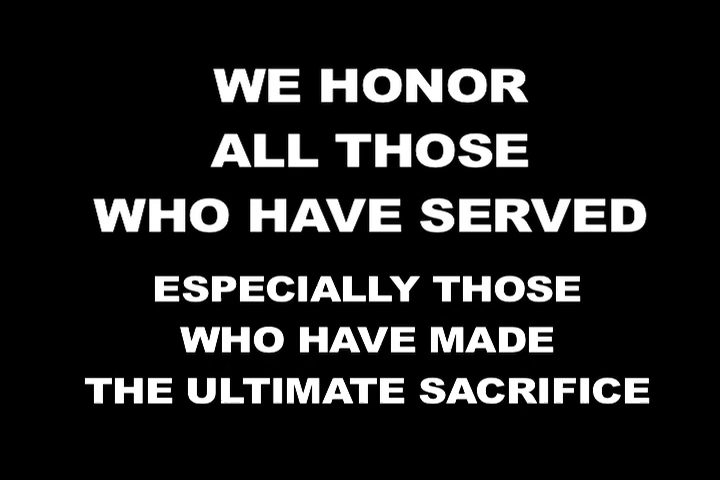 WE HONOR
ALL THOSE
WHO HAVE SERVED
ESPECIALLY THOSE
WHO HAVE MADE
THE ULTIMATE SACRIFICE